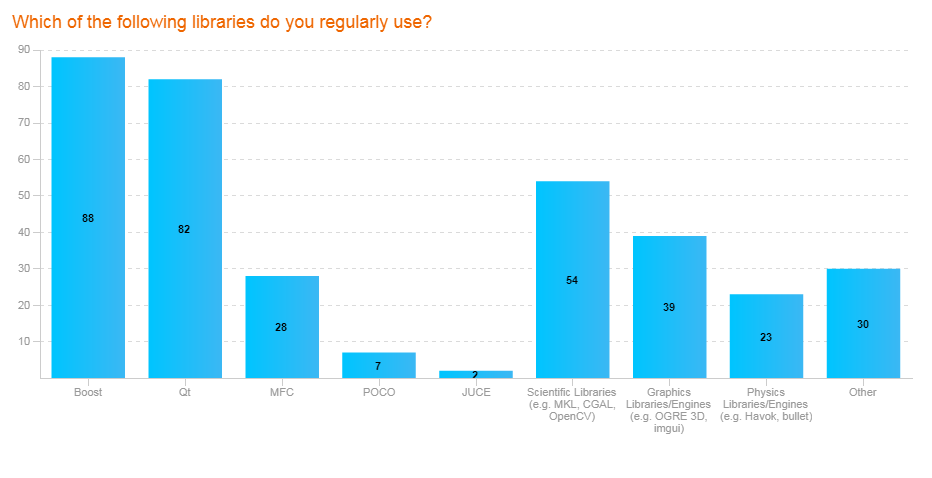 Which of the following libraries do you regularly use?
90
80
70
60
50
40
30
20
10
88
82
28
7
2
54
39
23
30
Boost
Qt
MFC
POCO
JUCE
Scientific Libraries
(e.g. MKL, CGAL,
OpenCV)
Graphics
Libraries/Engines
(e.g. OGRE 3D,
imgui)
Physics
Libraries/Engines
(e.g. Havok, bullet)
Other